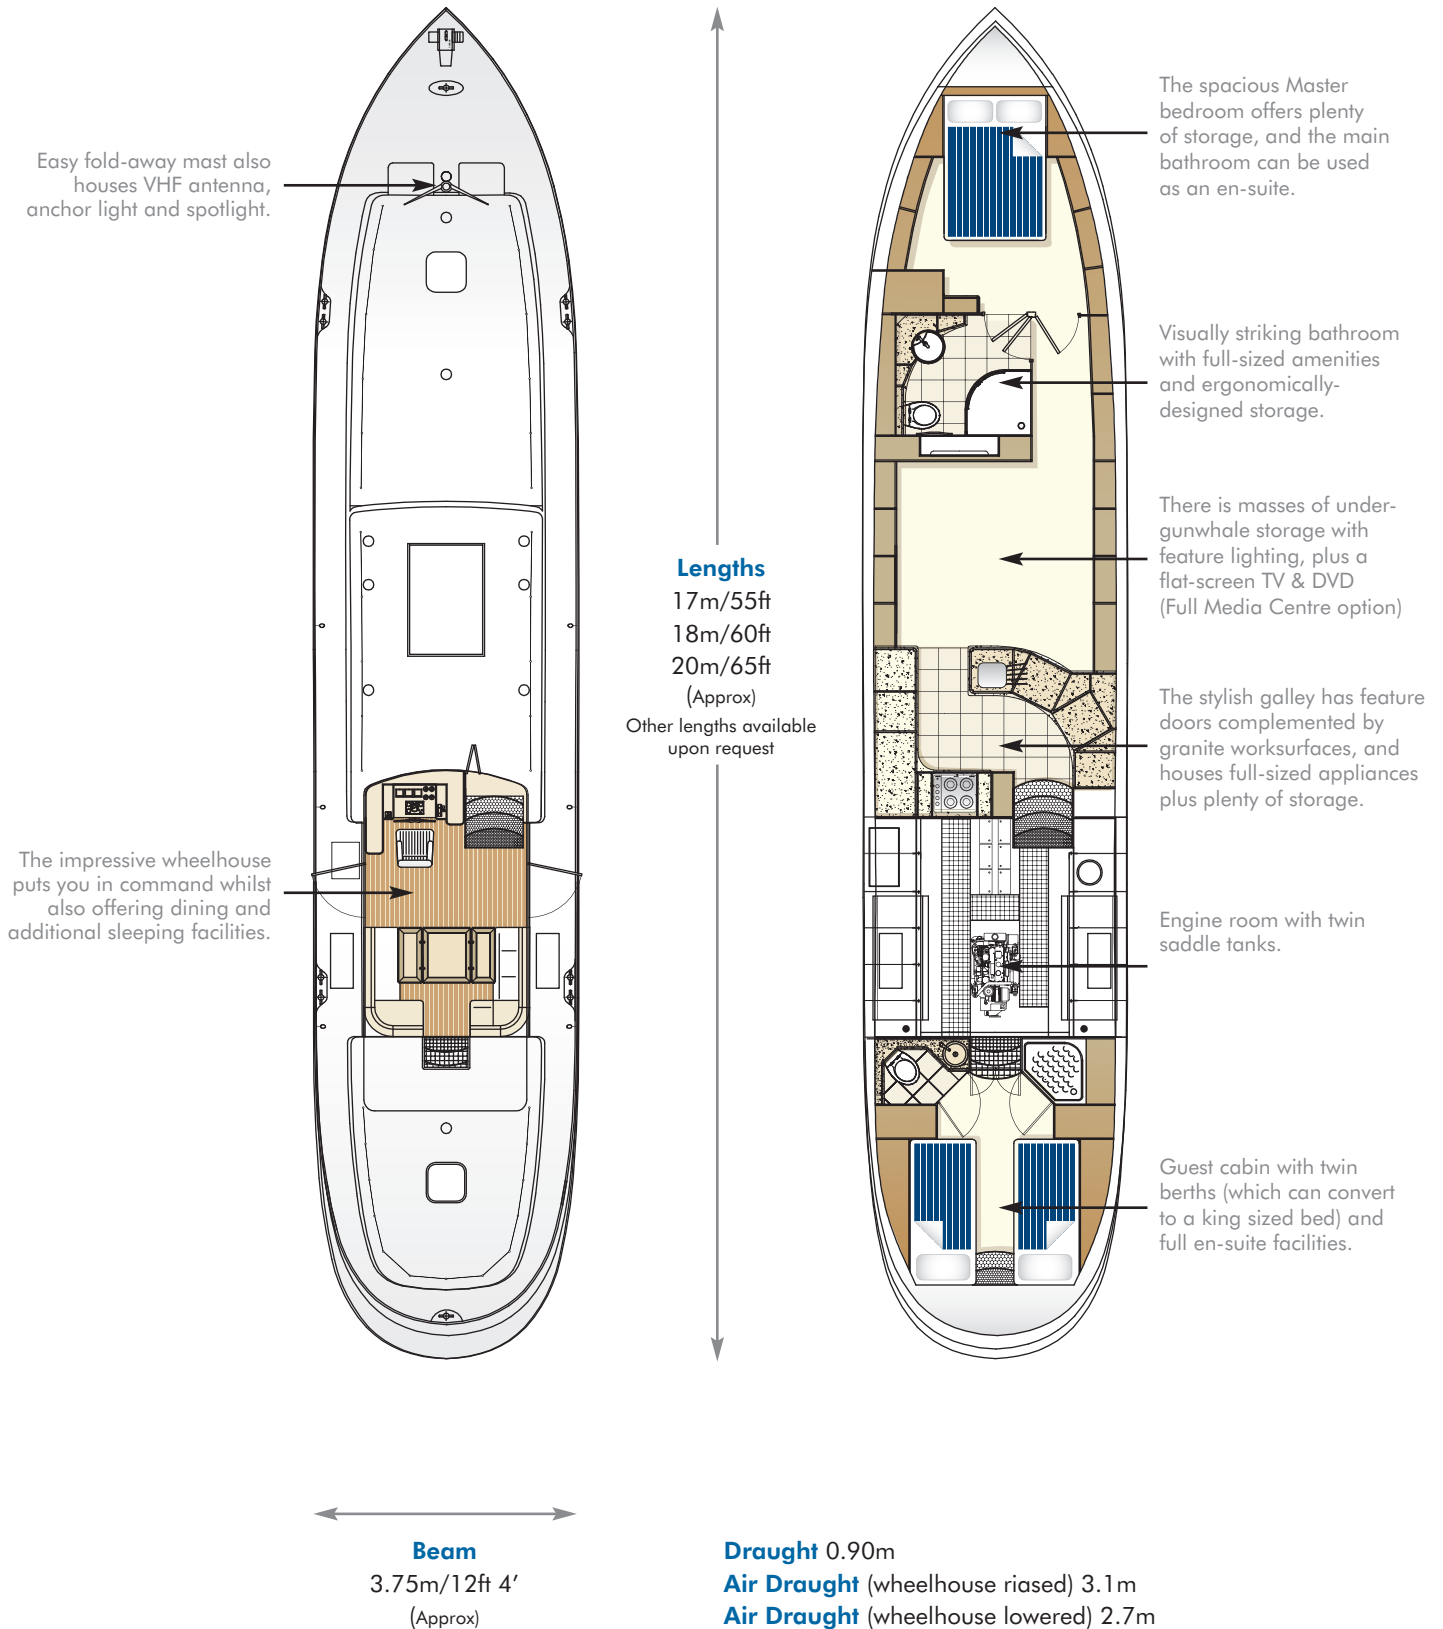 Easy fold-away mast also
houses VHF antenna,
anchor light and spotlight.
The impressive wheelhouse
puts you in command whilst
also offering dining and
additional sleeping facilities.
Lengths
17m/55ft
18m/60ft
20m/65ft
(Approx)
Other lengths available
upon request
The spacious Master
bedroom offers plenty
of storage, and the main
bathroom can be used
as an en-suite.
Visually striking bathroom
with full-sized amenities
and ergonomically-
designed storage.
There is masses of under-
gunwhale storage with
feature lighting, plus a
flat-screen TV & DVD
(Full Media Centre option)
The stylish galley has feature
doors complemented by
granite worksurfaces, and
houses full-sized appliances
plus plenty of storage.
Engine room with twin
saddle tanks.
Guest cabin with twin
berths (which can convert
to a king sized bed) and
full en-suite facilities.
Beam
3.75m/12ft 4’
(Approx)
Draught 0.90m
Air Draught (wheelhouse riased) 3.1m
Air Draught (wheelhouse lowered) 2.7m